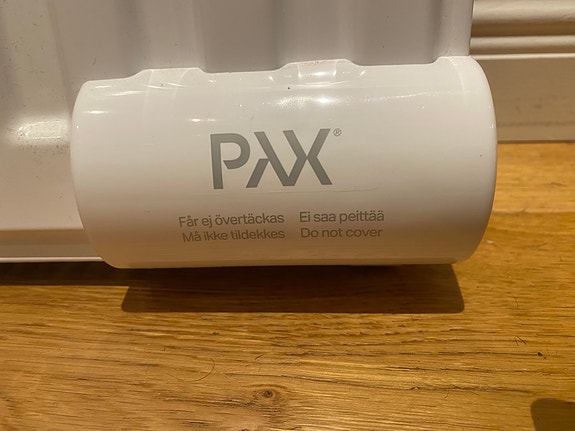 PAX®
Får ej övertäckas Ei saa peittää
Må ikke tildekkes Do not cover